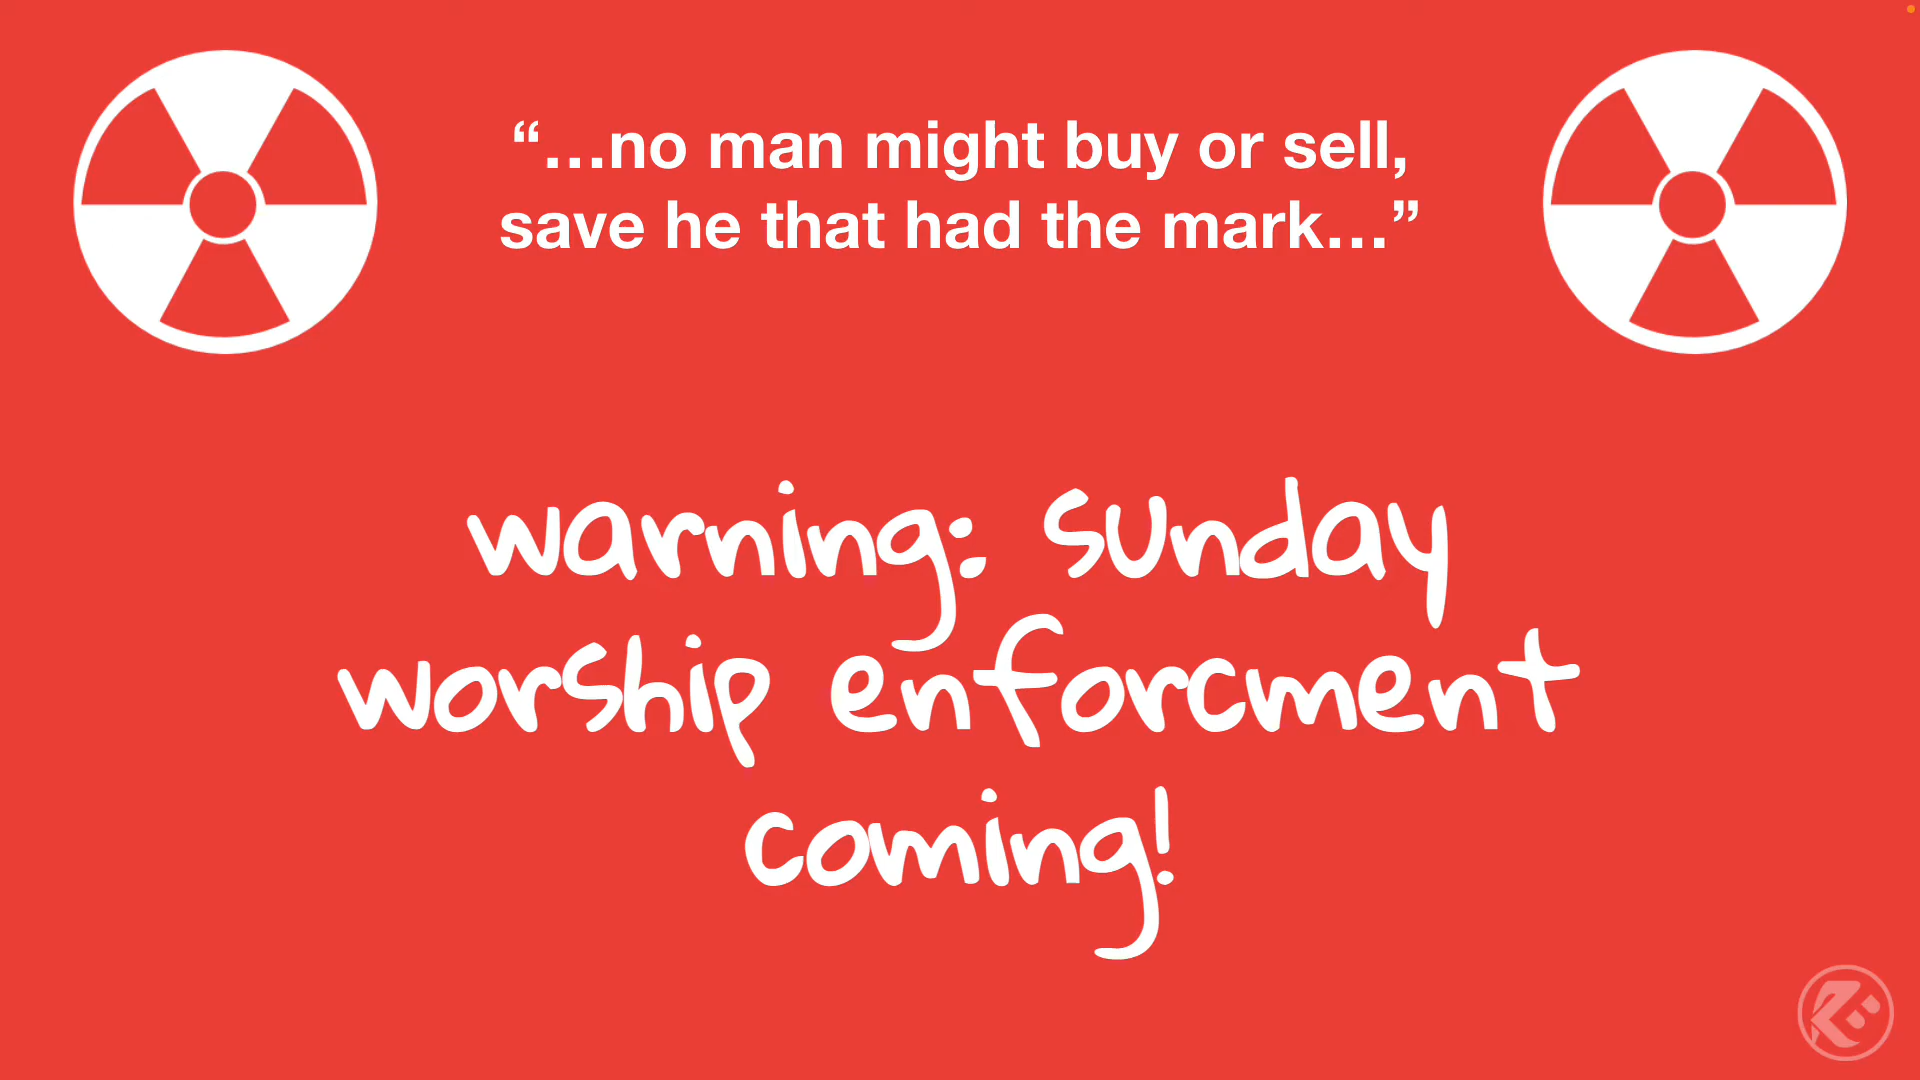 “…no man might buy or sell,
save he that had the mark…”
warning: sunday
worship enforcment
coming!